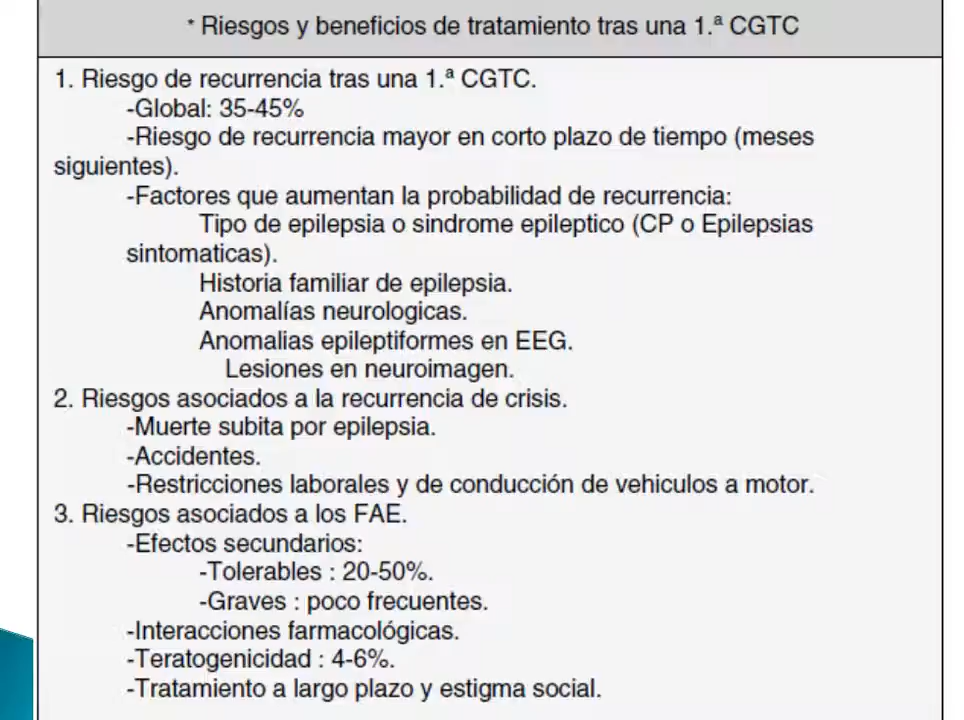 * Riesgos y beneficios de tratamiento tras una 1.ª CGTC
1. Riesgo de recurrencia tras una 1.ª CGTC.
-Global: 35-45%
-Riesgo de recurrencia mayor en corto plazo de tiempo (meses
siguientes).
-Factores que aumentan la probabilidad de recurrencia:
Tipo de epilepsia o sindrome epileptico (CP o Epilepsias
sintomaticas).
Historia familiar de epilepsia.
Anomalías neurologicas.
Anomalias epileptiformes en EEG.
Lesiones en neuroimagen.
2. Riesgos asociados a la recurrencia de crisis.
-Muerte subita por epilepsia.
-Accidentes.
-Restricciones laborales y de conducción de vehiculos a motor.
3. Riesgos asociados a los FAE.
-Efectos secundarios:
-Tolerables : 20-50%.
-Graves : poco frecuentes.
-Interacciones farmacológicas.
-Teratogenicidad : 4-6%.
-Tratamiento a largo plazo y estigma social.